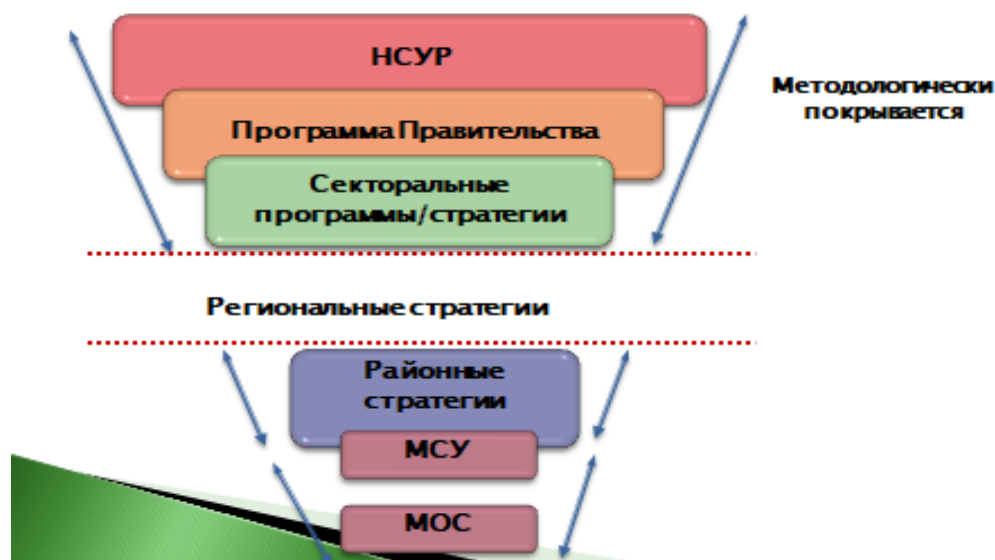 НСУР
Методологически
покрывается
Программа Правительства
Секторальные
программы/стратегии
Региональные стратегии
Районные
стратегии
МСУ
МОС